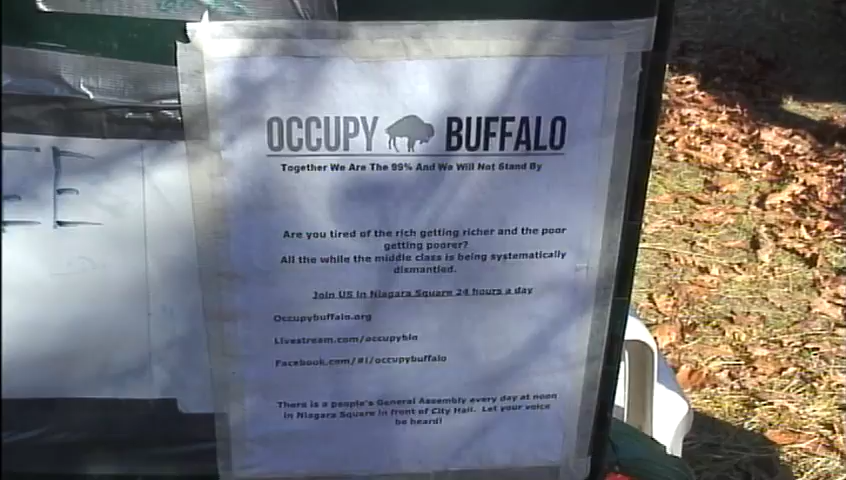 EE
OCCUPY BUFFALO
Together We Are The 99% And We Will Not Stand By
Are you tired of the rich getting richer and the poor
getting poorer?
All the while the middle class is being systematically
dismantled.
Join US in Niagara Square 24 hours a day
Occupybuffalo.org
Livestream.com/occupybln
Facebook.com/#!/occupybuffalo
There is a people's General Assembly every day at noon
in Niagara Square in front of City Hall. Let your voice
be heard!